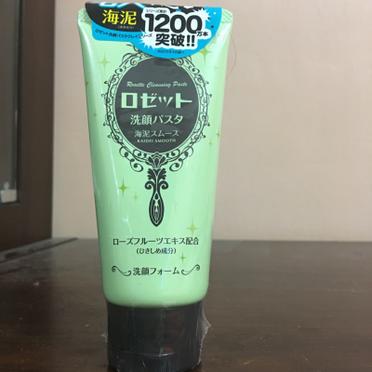 海泥
1200万本
突破!!
Rosette Cleansing Paste
ロゼット
洗顔パスタ
海泥スムース
KAIDEI SMOOTH
ローズフルーツエキス配合
(ひきしめ成分)
洗顔フォーム